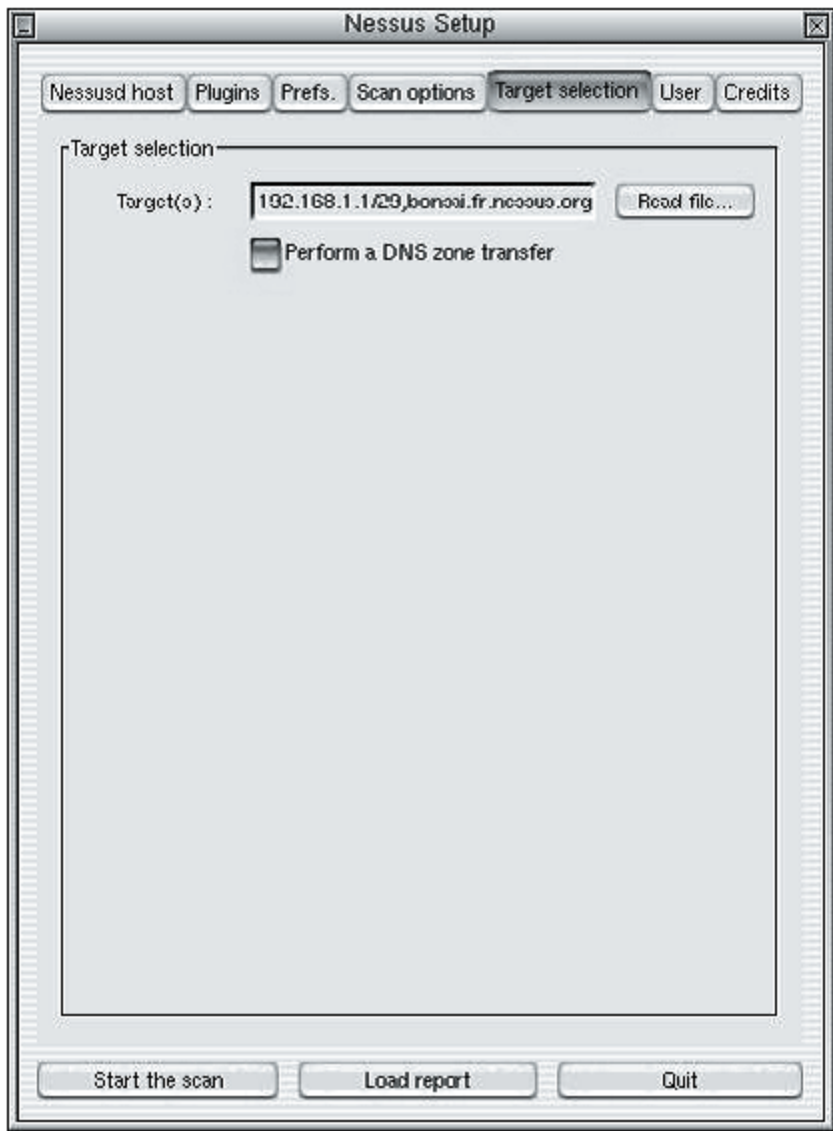 Nessus Setup
Nessusd host Plugins Prefs. Scan options Target selection User Credits
Target selection
Target(s) : 192.168.1.1/29,bonsai.fr.nessus.org Read file...
Perform a DNS zone transfer
Start the scan Load report Quit